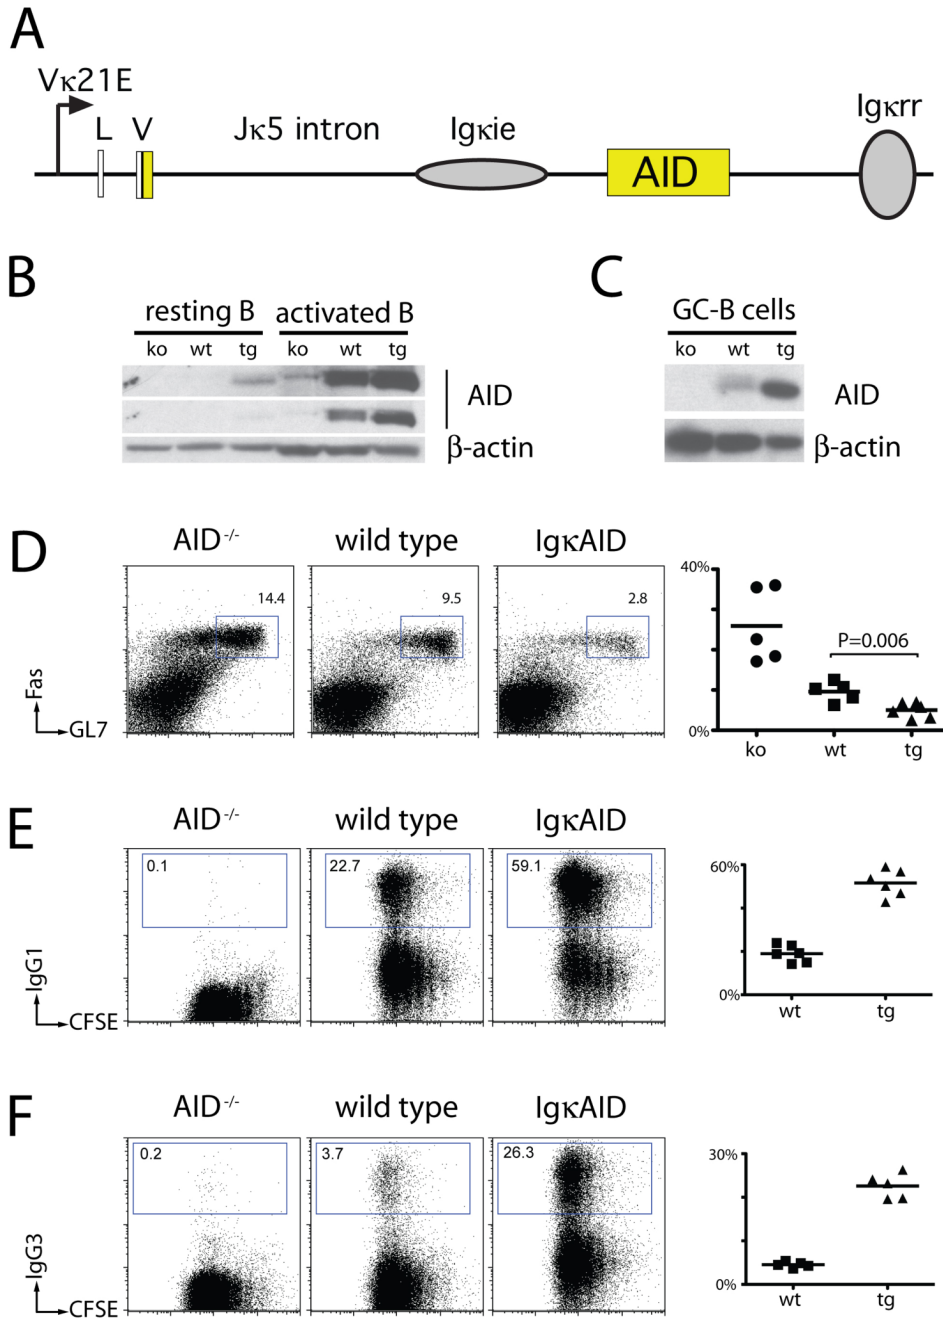 A
Vκ21E
L V Jκ5 intron Igκie Igκrr
AID
B
resting B activated B
ko wt tg ko wt tg
AID
β-actin
C
GC-B cells
ko wt tg
AID
β-actin
D
AID -/- wild type IgκAID
14.4 9.5 2.8
Fas
GL7
40%
P=0.006
0%
ko wt tg
E
AID -/- wild type IgκAID
0.1 22.7 59.1
IgG1
CFSE
60%
0%
wt tg
F
AID -/- wild type IgκAID
0.2 3.7 26.3
IgG3
CFSE
30%
0%
wt tg